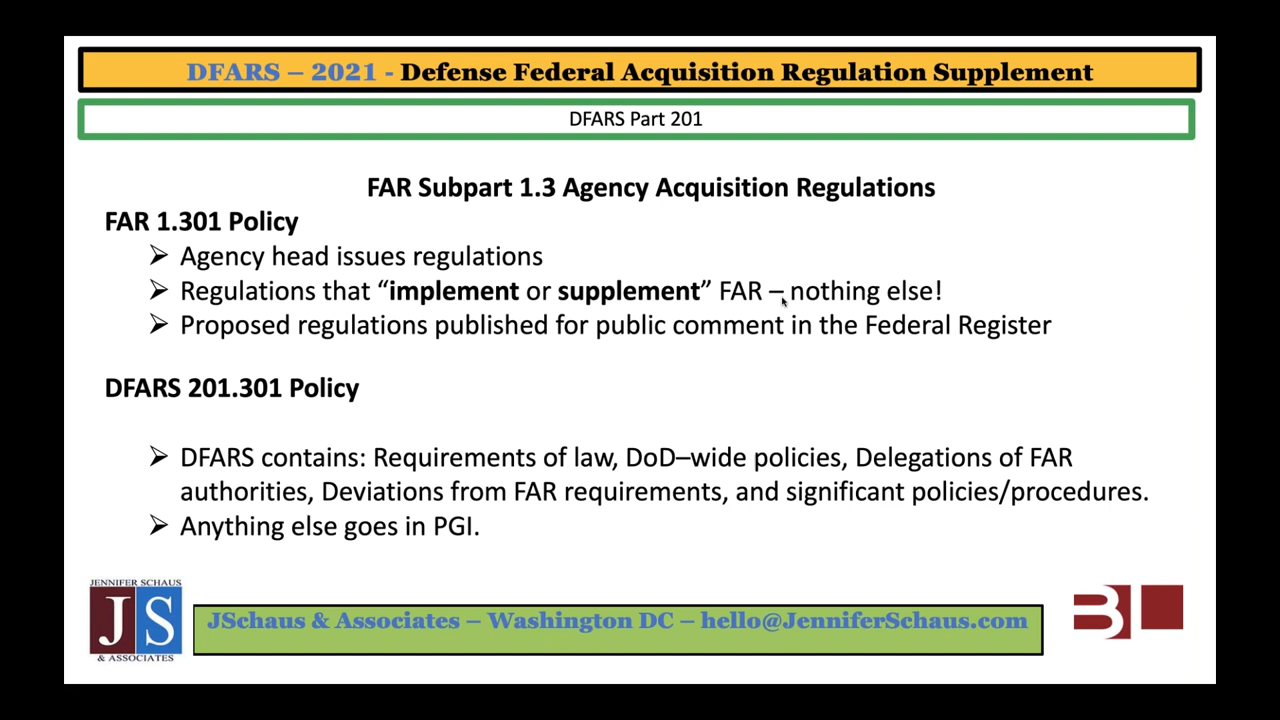 DFARS – 2021 - Defense Federal Acquisition Regulation Supplement
DFARS Part 201
FAR Subpart 1.3 Agency Acquisition Regulations
FAR 1.301 Policy
➢ Agency head issues regulations
➢ Regulations that “implement or supplement” FAR – nothing else!
➢ Proposed regulations published for public comment in the Federal Register
DFARS 201.301 Policy
➢ DFARS contains: Requirements of law, DoD–wide policies, Delegations of FAR
authorities, Deviations from FAR requirements, and significant policies/procedures.
➢ Anything else goes in PGI.
JENNIFER SCHAUS
JS
& ASSOCIATES
JSchaus & Associates – Washington DC – hello@JenniferSchaus.com
B